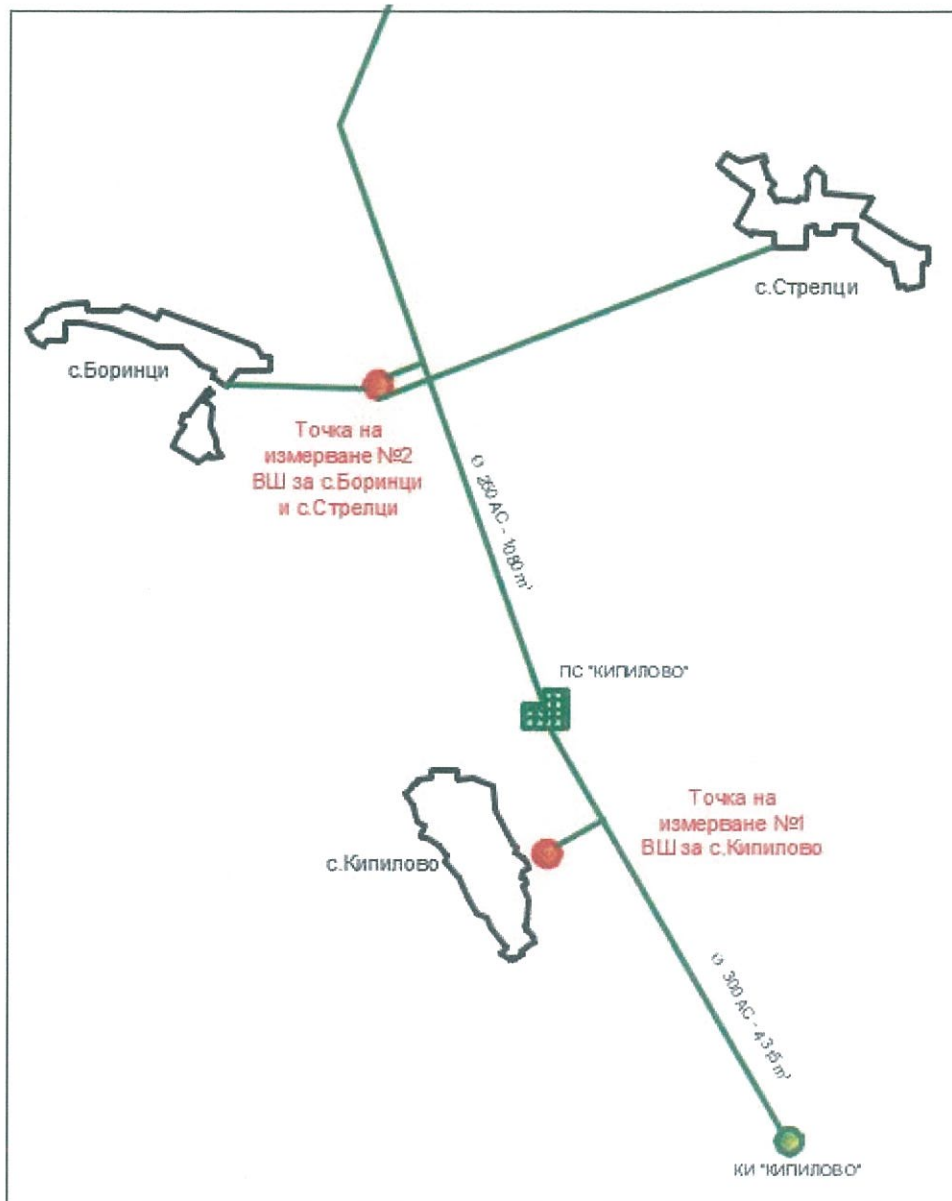 с.Стрелци
с.Боринци
Точка на
измерване №2
ВШ за с.Боринци
и с.Стрелци
ПС "КИПИЛОВО"
Точка на
измерване №1
ВШ за с.Кипилово
с.Кипилово
КИ "КИПИЛОВО"